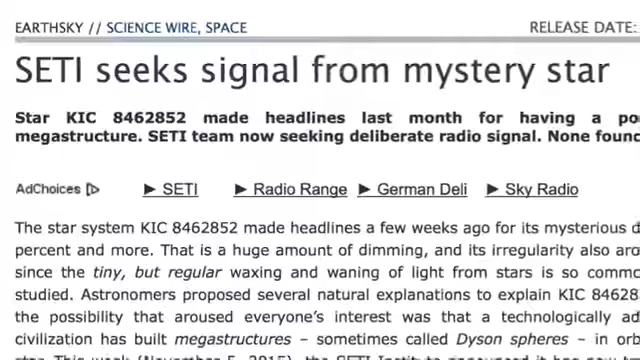 EARTHSKY // SCIENCE WIRE, SPACE RELEASE DATE:
SETI seeks signal from mystery star
Star KIC 8462852 made headlines last month for having a
megastructure. SETI team now seeking deliberate radio signal. None
AdChoices ▶ SETI ▶ Radio Range ▶ German Deli ▶ Sky Radio
The star system KIC 8462852 made headlines a few weeks ago for its mysterious
percent and more. That is a huge amount of dimming, and its irregularity also
since the tiny, but regular waxing and waning of light from stars is so
studied. Astronomers proposed several natural explanations to explain KIC
the possibility that aroused everyone's interest was that a technologically
civilization has built megastructures – sometimes called Dyson spheres – in